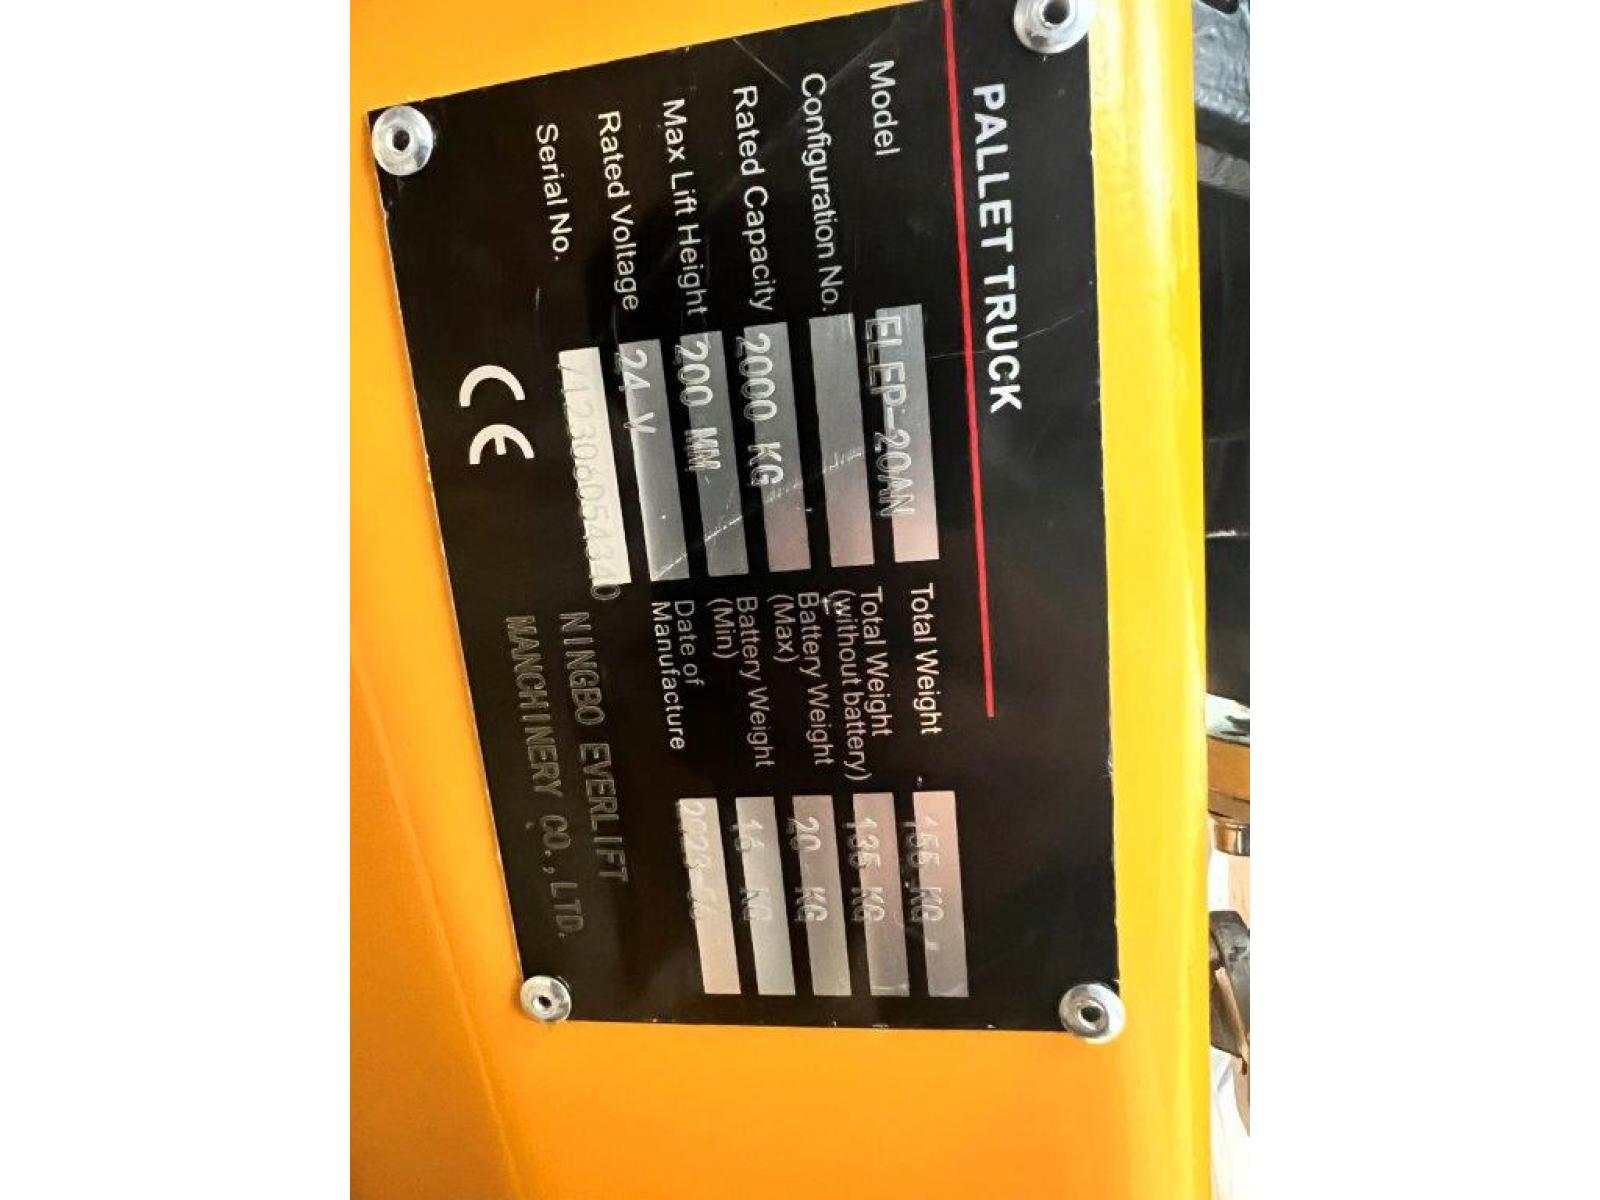 PALLET TRUCK
Model ELEP-20AN Total Weight 155 KG
Configuration No. Total Weight (without battery) 135 KG
Rated Capacity 2000 KG Battery Weight (Max) 20 KG
Max Lift Height 200 MM Battery Weight (Min) 15 KG
Rated Voltage 24 V Date of Manufacture
Serial No.
NINGBO EVERLIFT
MANCHINERY CO.,LTD.
CE